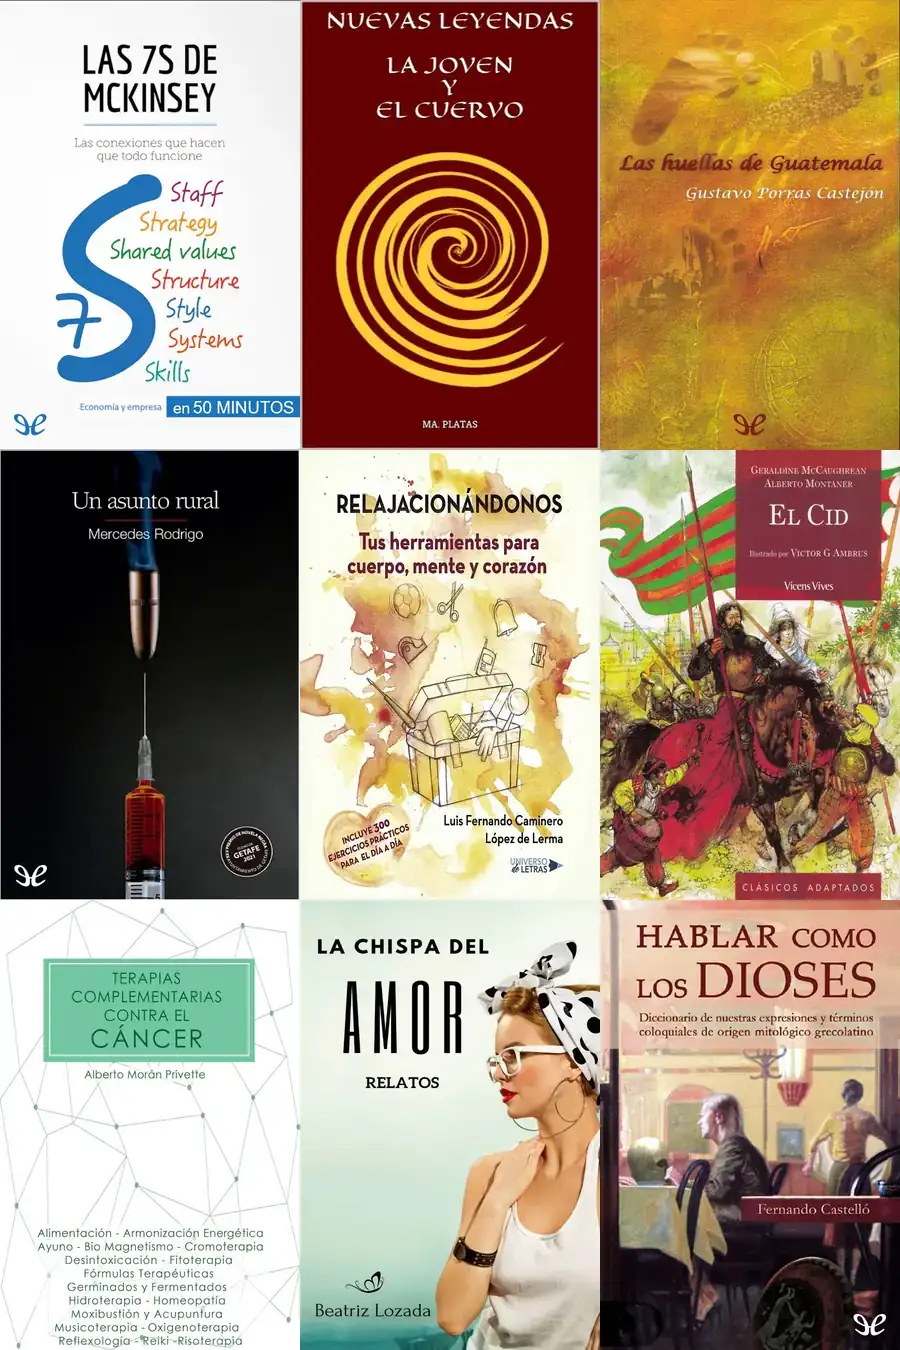 LAS 7S DE
MCKINSEY
Las conexiones que hacen
que todo funcione
Staff
Strategy
Shared values
Structure
Style
Systems
Skills
7S
Economía y empresa
en 50 MINUTOS
NUEVAS LEYENDAS
LA JOVEN
Y
EL CUERVO
MA. PLATAS
Las huellas de Guatemala
Gustavo Porras Castejón
Un asunto rural
Mercedes Rodrigo
GETAFE
2021
RELAJACIONÁNDONOS
Tus herramientas para
cuerpo, mente y corazón
INCLUYE 300
EJERCICIOS PRÁCTICOS
PARA EL DÍA A DÍA
Luis Fernando Caminero
López de Lerma
UNIVERSO
DE LETRAS
GERALDINE MCCAUGHREAN
ALBERTO MONTANER
EL CID
Ilustrado por VICTOR G AMBRUS
Vicens Vives
CLÁSICOS ADAPTADOS
TERAPIAS
COMPLEMENTARIAS
CONTRA EL
CÁNCER
Alberto Morán Privette
Alimentación - Armonización Energética
Ayuno - Bio Magnetismo - Cromoterapia
Desintoxicación - Fitoterapia
Fórmulas Terapéuticas
Germinados y Fermentados
Hidroterapia - Homeopatía
Moxibustión y Acupuntura
Musicoterapia - Oxigenoterapia
Reflexología - Reiki -Risoterapia
LA CHISPA DEL
AMOR
RELATOS
Beatriz Lozada
HABLAR COMO
LOS DIOSES
Diccionario de nuestras expresiones y términos
coloquiales de origen mitológico grecolatino
Fernando Castelló